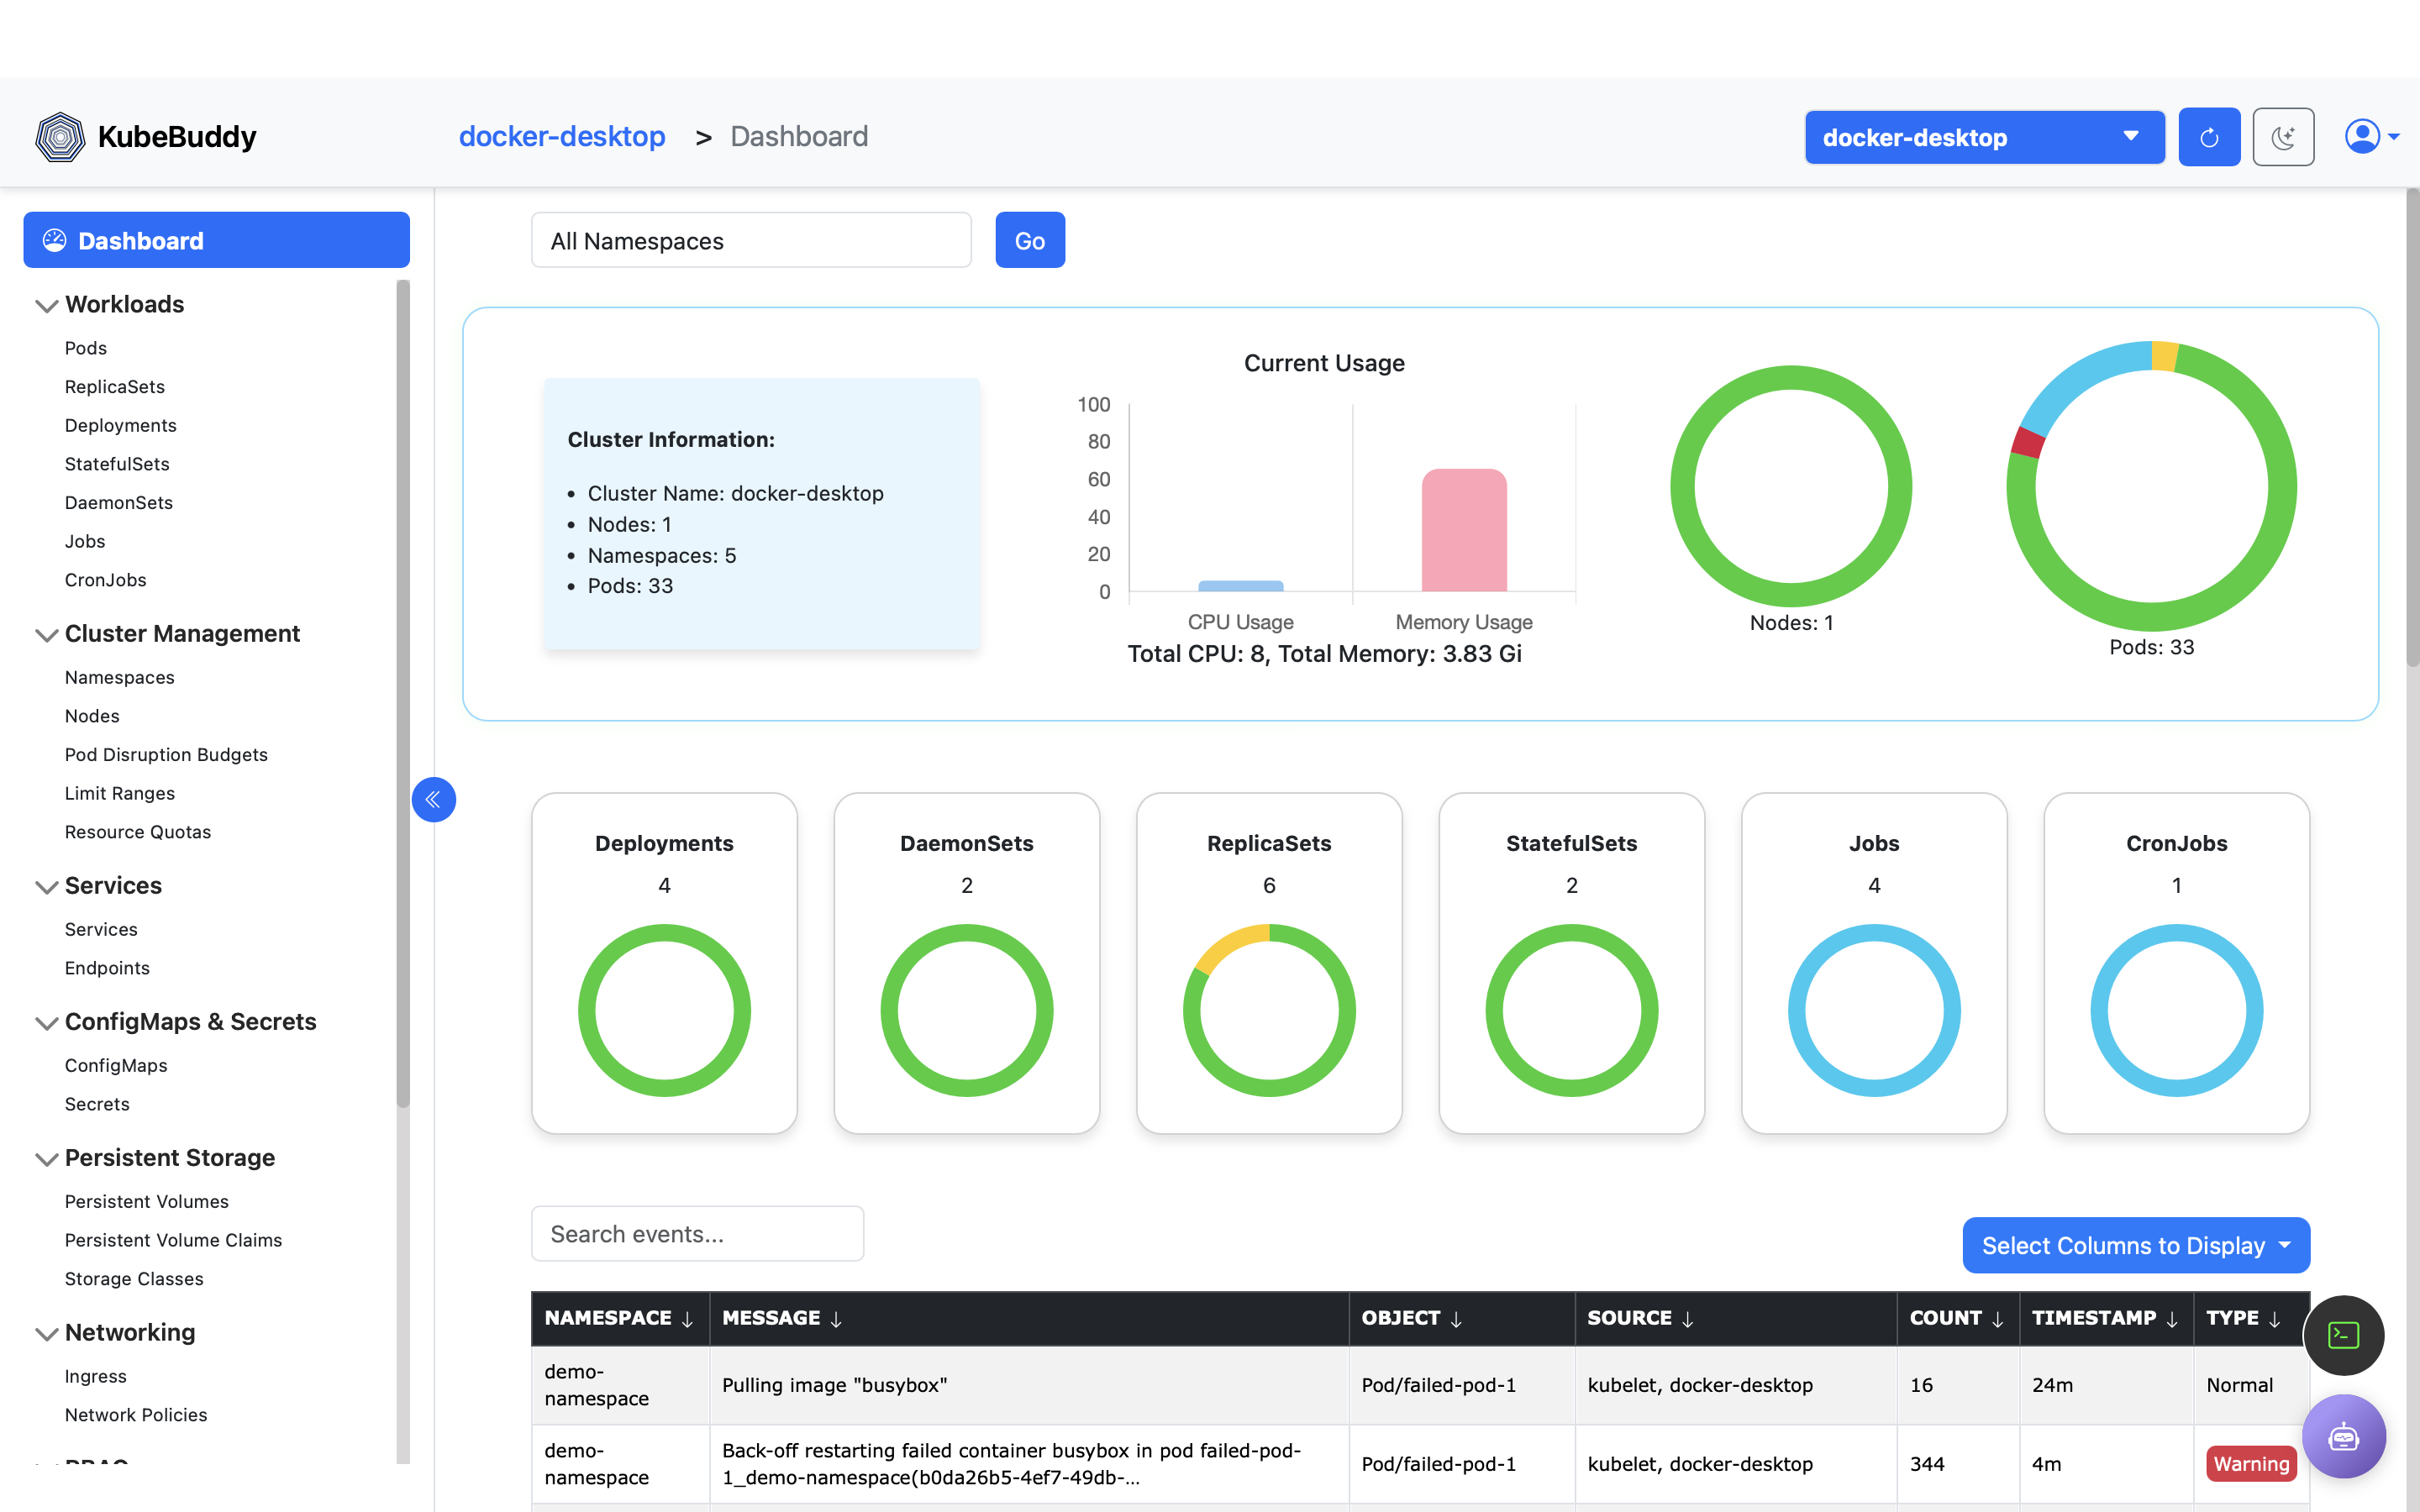 KubeBuddy
docker-desktop > Dashboard
docker-desktop
Dashboard
Workloads
Pods
ReplicaSets
Deployments
StatefulSets
DaemonSets
Jobs
CronJobs
Cluster Management
Namespaces
Nodes
Pod Disruption Budgets
Limit Ranges
Resource Quotas
Services
Services
Endpoints
ConfigMaps & Secrets
ConfigMaps
Secrets
Persistent Storage
Persistent Volumes
Persistent Volume Claims
Storage Classes
Networking
Ingress
Network Policies
All Namespaces
Go
Cluster Information:
• Cluster Name: docker-desktop
• Nodes: 1
• Namespaces: 5
• Pods: 33
Current Usage
100
80
60
40
20
0
CPU Usage
Memory Usage
Total CPU: 8, Total Memory: 3.83 Gi
Nodes: 1
Pods: 33
Deployments
4
DaemonSets
2
ReplicaSets
6
StatefulSets
2
Jobs
4
CronJobs
1
Search events...
Select Columns to Display
NAMESPACE ↓ MESSAGE ↓ OBJECT ↓ SOURCE ↓ COUNT ↓ TIMESTAMP ↓ TYPE ↓
demo-
namespace
Pulling image "busybox"
Pod/failed-pod-1
kubelet, docker-desktop
16
24m
Normal
demo-
namespace
Back-off restarting failed container busybox in pod failed-pod-
1_demo-namespace(b0da26b5-4ef7-49db-...
Pod/failed-pod-1
kubelet, docker-desktop
344
4m
Warning